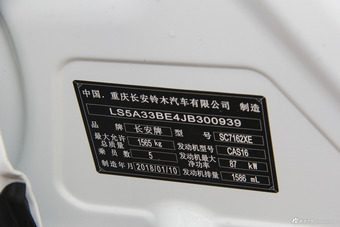 中国．重庆长安铃木汽车有限公司 制造
LS5A33BE4JB300939
品牌 长安牌 型号 SC7162XE
最大允许总质量 1565 kg 发动机型号 CAS16
乘员数 5 发动机最大净功率 87 kW
制造年月 2018/01/10 发动机排量 1586 mL